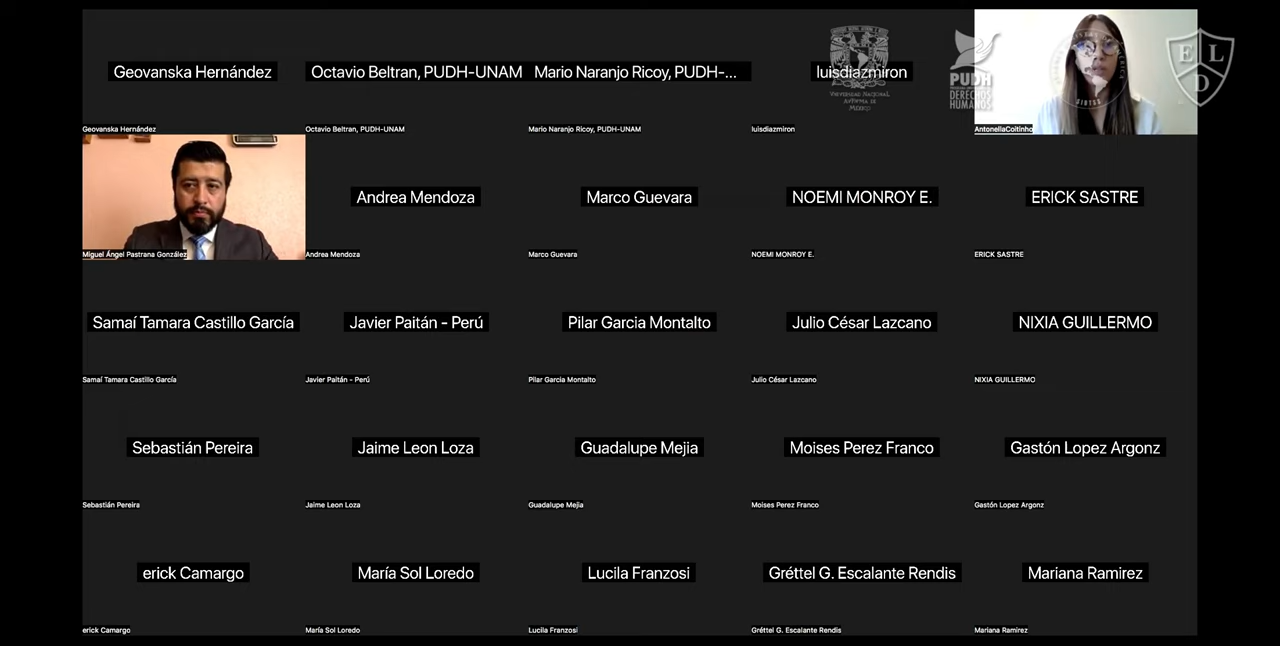 Geovanska Hernández
Octavio Beltran, PUDH-UNAM
Mario Naranjo Ricoy, PUDH-...
luisdiazmiron
UNIVERSIDAD NACIONAL
AUTÓNOMA DE
MÉXICO
PUDH
DERECHOS
HUMANOS
E L
D
Geovanska Hernández
Octavio Beltran, PUDH-UNAM
Mario Naranjo Ricoy, PUDH-UNAM
luisdiazmiron
AntonellaCoitinho
Andrea Mendoza
Marco Guevara
NOEMI MONROY E.
ERICK SASTRE
Miguel Ángel Pastrana González
Andrea Mendoza
Marco Guevara
NOEMI MONROY E.
ERICK SASTRE
Samaí Tamara Castillo García
Javier Paitán - Perú
Pilar Garcia Montalto
Julio César Lazcano
NIXIA GUILLERMO
Samaí Tamara Castillo García
Javier Paitán - Perú
Pilar Garcia Montalto
Julio César Lazcano
NIXIA GUILLERMO
Sebastián Pereira
Jaime Leon Loza
Guadalupe Mejia
Moises Perez Franco
Gastón Lopez Argonz
Sebastián Pereira
Jaime Leon Loza
Guadalupe Mejia
Moises Perez Franco
Gastón Lopez Argonz
erick Camargo
María Sol Loredo
Lucila Franzosi
Gréttel G. Escalante Rendis
Mariana Ramirez
erick Camargo
María Sol Loredo
Lucila Franzosi
Gréttel G. Escalante Rendis
Mariana Ramirez